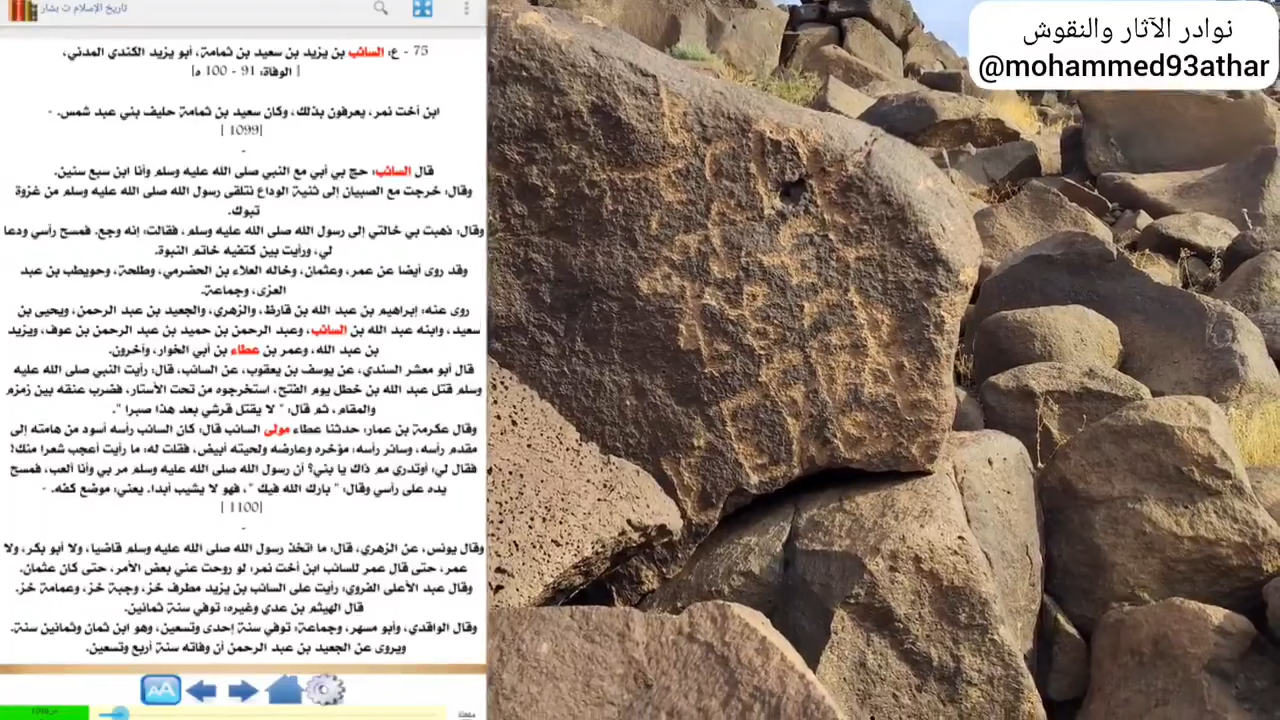 تاريخ الإسلام ت بشار
75 - ع: السائب بن يزيد بن سعيد بن ثمامة، أبو يزيد الكندي المدني،
[الوفاة: 91 - 100 ه]
ابن أخت نمر، يعرفون بذلك، وكان سعيد بن ثمامة حليف بني عبد شمس. -
[1099]
-
قال السائب: حج بي أبي مع النبي صلى الله عليه وسلم وأنا ابن سبع سنين.
وقال: خرجت مع الصبيان إلى ثنية الوداع نتلقى رسول الله صلى الله عليه وسلم من غزوة
تبوك.
وقال: ذهبت بي خالتي إلى رسول الله صلى الله عليه وسلم، فقالت: إنه وجع. فمسح رأسي ودعا
لي، ورأيت بين كتفيه خاتم النبوة.
وقد روى أيضا عن عمر، وعثمان، وخاله العلاء بن الحضرمي، وطلحة، وحويطب بن عبد
العزى، وجماعة.
روى عنه: إبراهيم بن عبد الله بن قارظ، والزهري، والجعيد بن عبد الرحمن، ويحيى بن
سعيد، وابنه عبد الله بن السائب، وعبد الرحمن بن حميد بن عبد الرحمن بن عوف، ويزيد
بن عبد الله، وعمر بن عطاء بن أبي الخوار، وآخرون.
قال أبو معشر السندي، عن يوسف بن يعقوب، عن السائب، قال: رأيت النبي صلى الله عليه
وسلم قتل عبد الله بن خطل يوم الفتح، استخرجوه من تحت الأستار، فضرب عنقه بين زمزم
والمقام، ثم قال: " لا يقتل قرشي بعد هذا صبرا ".
وقال عكرمة بن عمار: حدثنا عطاء مولى السائب قال: كان السائب رأسه أسود من هامته إلى
مقدم رأسه، وسائر رأسه: مؤخره وعارضه ولحيته أبيض، فقلت له: ما رأيت أعجب شعرا منك!
فقال لي: أوتدري مم ذاك يا بني؟ أن رسول الله صلى الله عليه وسلم مر بي وأنا ألعب، فمسح
يده على رأسي وقال: " بارك الله فيك "، فهو لا يشيب أبدا. يعني: موضع كفه. -
[1100]
-
وقال يونس، عن الزهري، قال: ما اتخذ رسول الله صلى الله عليه وسلم قاضيا، ولا أبو بكر، ولا
عمر، حتى قال عمر للسائب ابن أخت نمر: لو روحت عني بعض الأمر، حتى كان عثمان.
وقال عبد الأعلى الفروي: رأيت على السائب بن يزيد مطرف خز، وجبة خز، وعمامة خز.
قال الهيثم بن عدي وغيره: توفي سنة ثمانين.
وقال الواقدي، وأبو مسهر، وجماعة: توفي سنة إحدى وتسعين، وهو ابن ثمان وثمانين سنة.
ويروى عن الجعيد بن عبد الرحمن أن وفاته سنة أربع وتسعين.
AA
نوادر الآثار والنقوش
@mohammed93athar